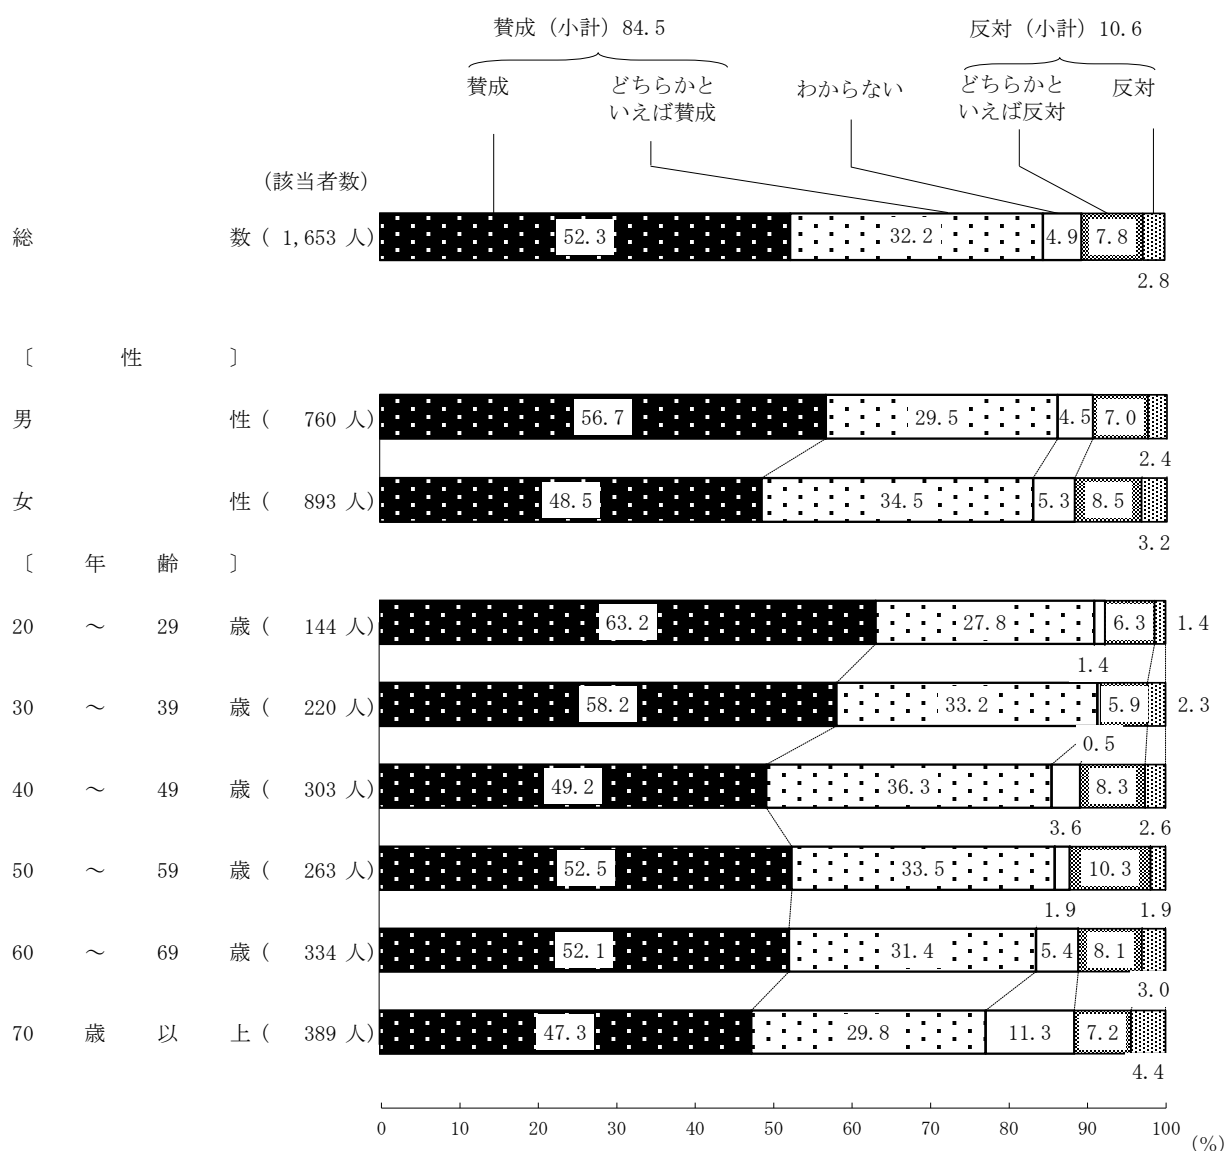 賛成（小計）84.5 反対（小計）10.6
賛成 どちらかと わからない どちらかと 反対
いえば賛成 いえば反対
(該当者数)
総 数( 1,653 人) 52.3 32.2 4.9 7.8
2.8
〔 性 〕
男 性( 760 人) 56.7 29.5 4.5 7.0
2.4
女 性( 893 人) 48.5 34.5 5.3 8.5
3.2
〔 年 齢 〕
20 ～ 29 歳( 144 人) 63.2 27.8 6.3 1.4
1.4
30 ～ 39 歳( 220 人) 58.2 33.2 5.9 2.3
0.5
40 ～ 49 歳( 303 人) 49.2 36.3 8.3
3.6 2.6
50 ～ 59 歳( 263 人) 52.5 33.5 10.3
1.9 1.9
60 ～ 69 歳( 334 人) 52.1 31.4 5.4 8.1
3.0
70 歳 以 上( 389 人) 47.3 29.8 11.3 7.2
4.4
0 10 20 30 40 50 60 70 80 90 100
(%)